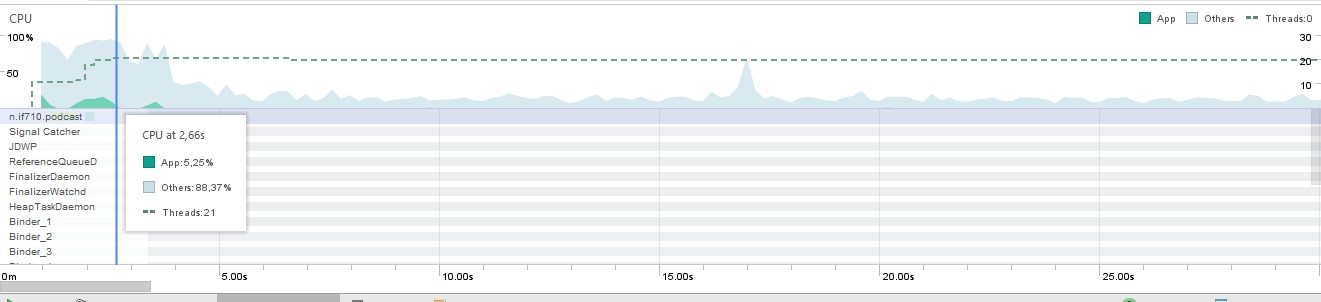 CPU
App Others Threads:0
100%
30
20
50
10
n.if710.podcast
Signal Catcher
JDWP
ReferenceQueueD
FinalizerDaemon
FinalizerWatchd
HeapTaskDaemon
Binder_1
Binder_2
Binder_3
CPU at 2,66s
App:5,25%
Others:88,37%
Threads:21
0m 5.00s 10.00s 15.00s 20.00s 25.00s